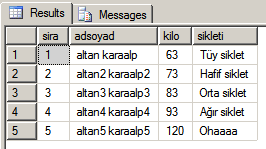 Results Messages
sira adsoyad kilo sikleti
1 1 altan karaalp 63 Tüy siklet
2 2 altan2 karaalp2 73 Hafif siklet
3 3 altan3 karaalp3 83 Orta siklet
4 4 altan4 karaalp4 93 Ağır siklet
5 5 altan5 karaalp5 120 Ohaaaa